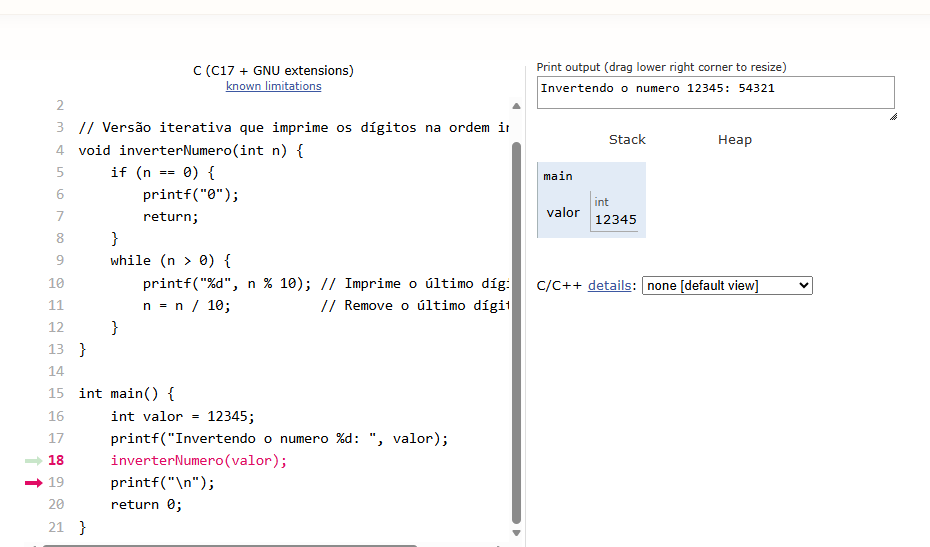 C (C17 + GNU extensions)
known limitations
2
3 // Versão iterativa que imprime os dígitos na ordem
4 void inverterNumero(int n) {
5     if (n == 0) {
6         printf("0");
7         return;
8     }
9     while (n > 0) {
10         printf("%d", n % 10); // Imprime o último
11         n = n / 10;           // Remove o último
12     }
13 }
14
15 int main() {
16     int valor = 12345;
17     printf("Invertendo o numero %d: ", valor);
18     inverterNumero(valor);
19     printf("\n");
20     return 0;
21 }
Print output (drag lower right corner to resize)
Invertendo o numero 12345: 54321
Stack Heap
main
int
valor 12345
C/C++ details: none [default view]